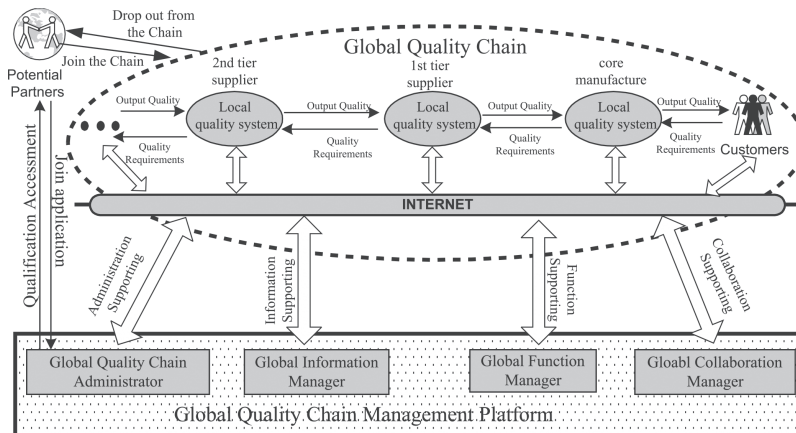 Drop out from
the Chain
Join the Chain
Potential
Partners
Global Quality Chain
2nd tier
supplier
1st tier
supplier
core
manufacture
Output Quality
Local
quality system
Output Quality
Local
quality system
Output Quality
Local
quality system
Output Quality
Quality
Requirements
Quality
Requirements
Quality
Requirements
Quality
Requirements
Customers
INTERNET
Qualification Accessment
Join application
Administration
Supporting
Information
Supporting
Function
Supporting
Collaboration
Supporting
Global Quality Chain
Administrator
Global Information
Manager
Global Function
Manager
Gloabl Collaboration
Manager
Global Quality Chain Management Platform